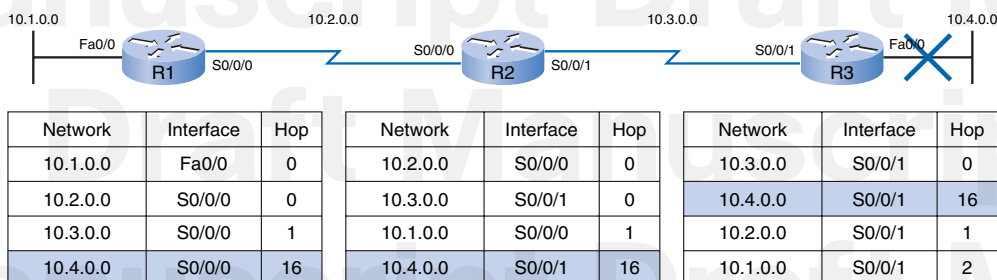 10.1.0.0 10.2.0.0 10.3.0.0 10.4.0.0
Fa0/0 S0/0/0 S0/0/0 S0/0/1 S0/0/1 Fa0/0
R1 R2 R3
Network Interface Hop Network Interface Hop Network Interface Hop
10.1.0.0 Fa0/0 0 10.2.0.0 S0/0/0 0 10.3.0.0 S0/0/1 0
10.2.0.0 S0/0/0 0 10.3.0.0 S0/0/1 0 10.4.0.0 S0/0/1 16
10.3.0.0 S0/0/0 1 10.1.0.0 S0/0/0 1 10.2.0.0 S0/0/1 1
10.4.0.0 S0/0/0 16 10.4.0.0 S0/0/1 16 10.1.0.0 S0/0/1 2